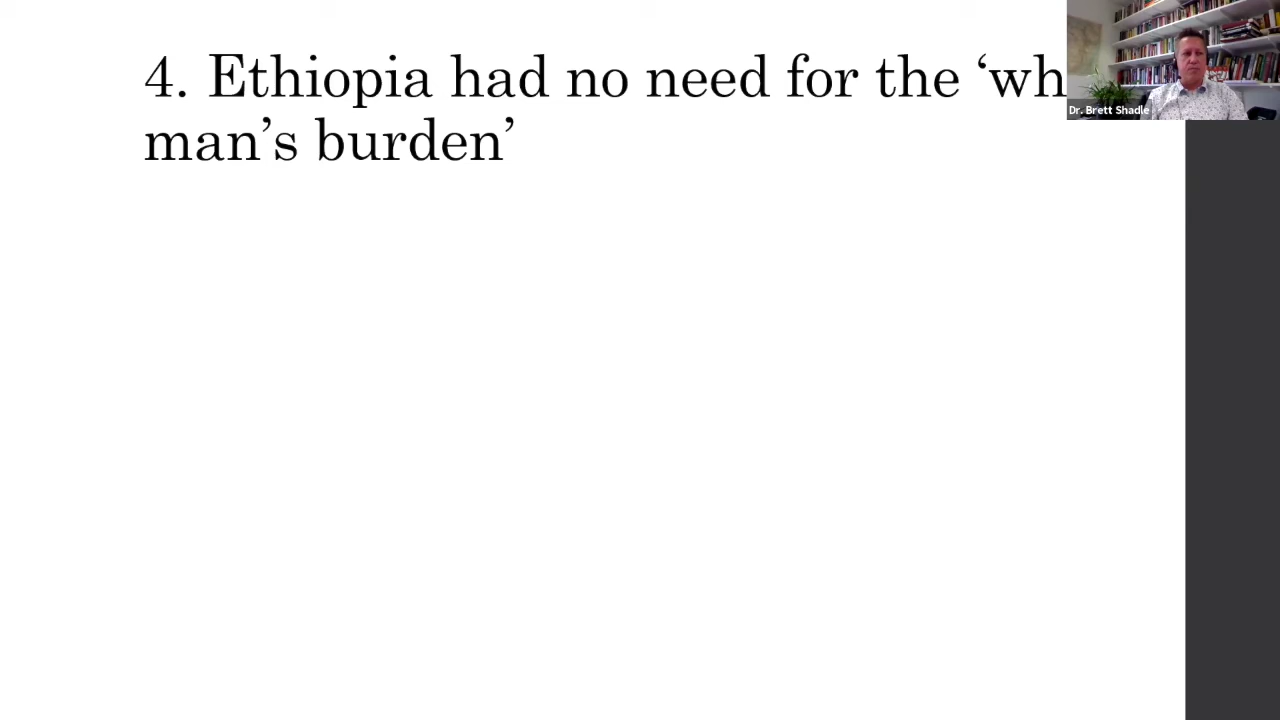 4. Ethiopia had no need for the ‘wh
man’s burden’
Dr. Brett Shadle